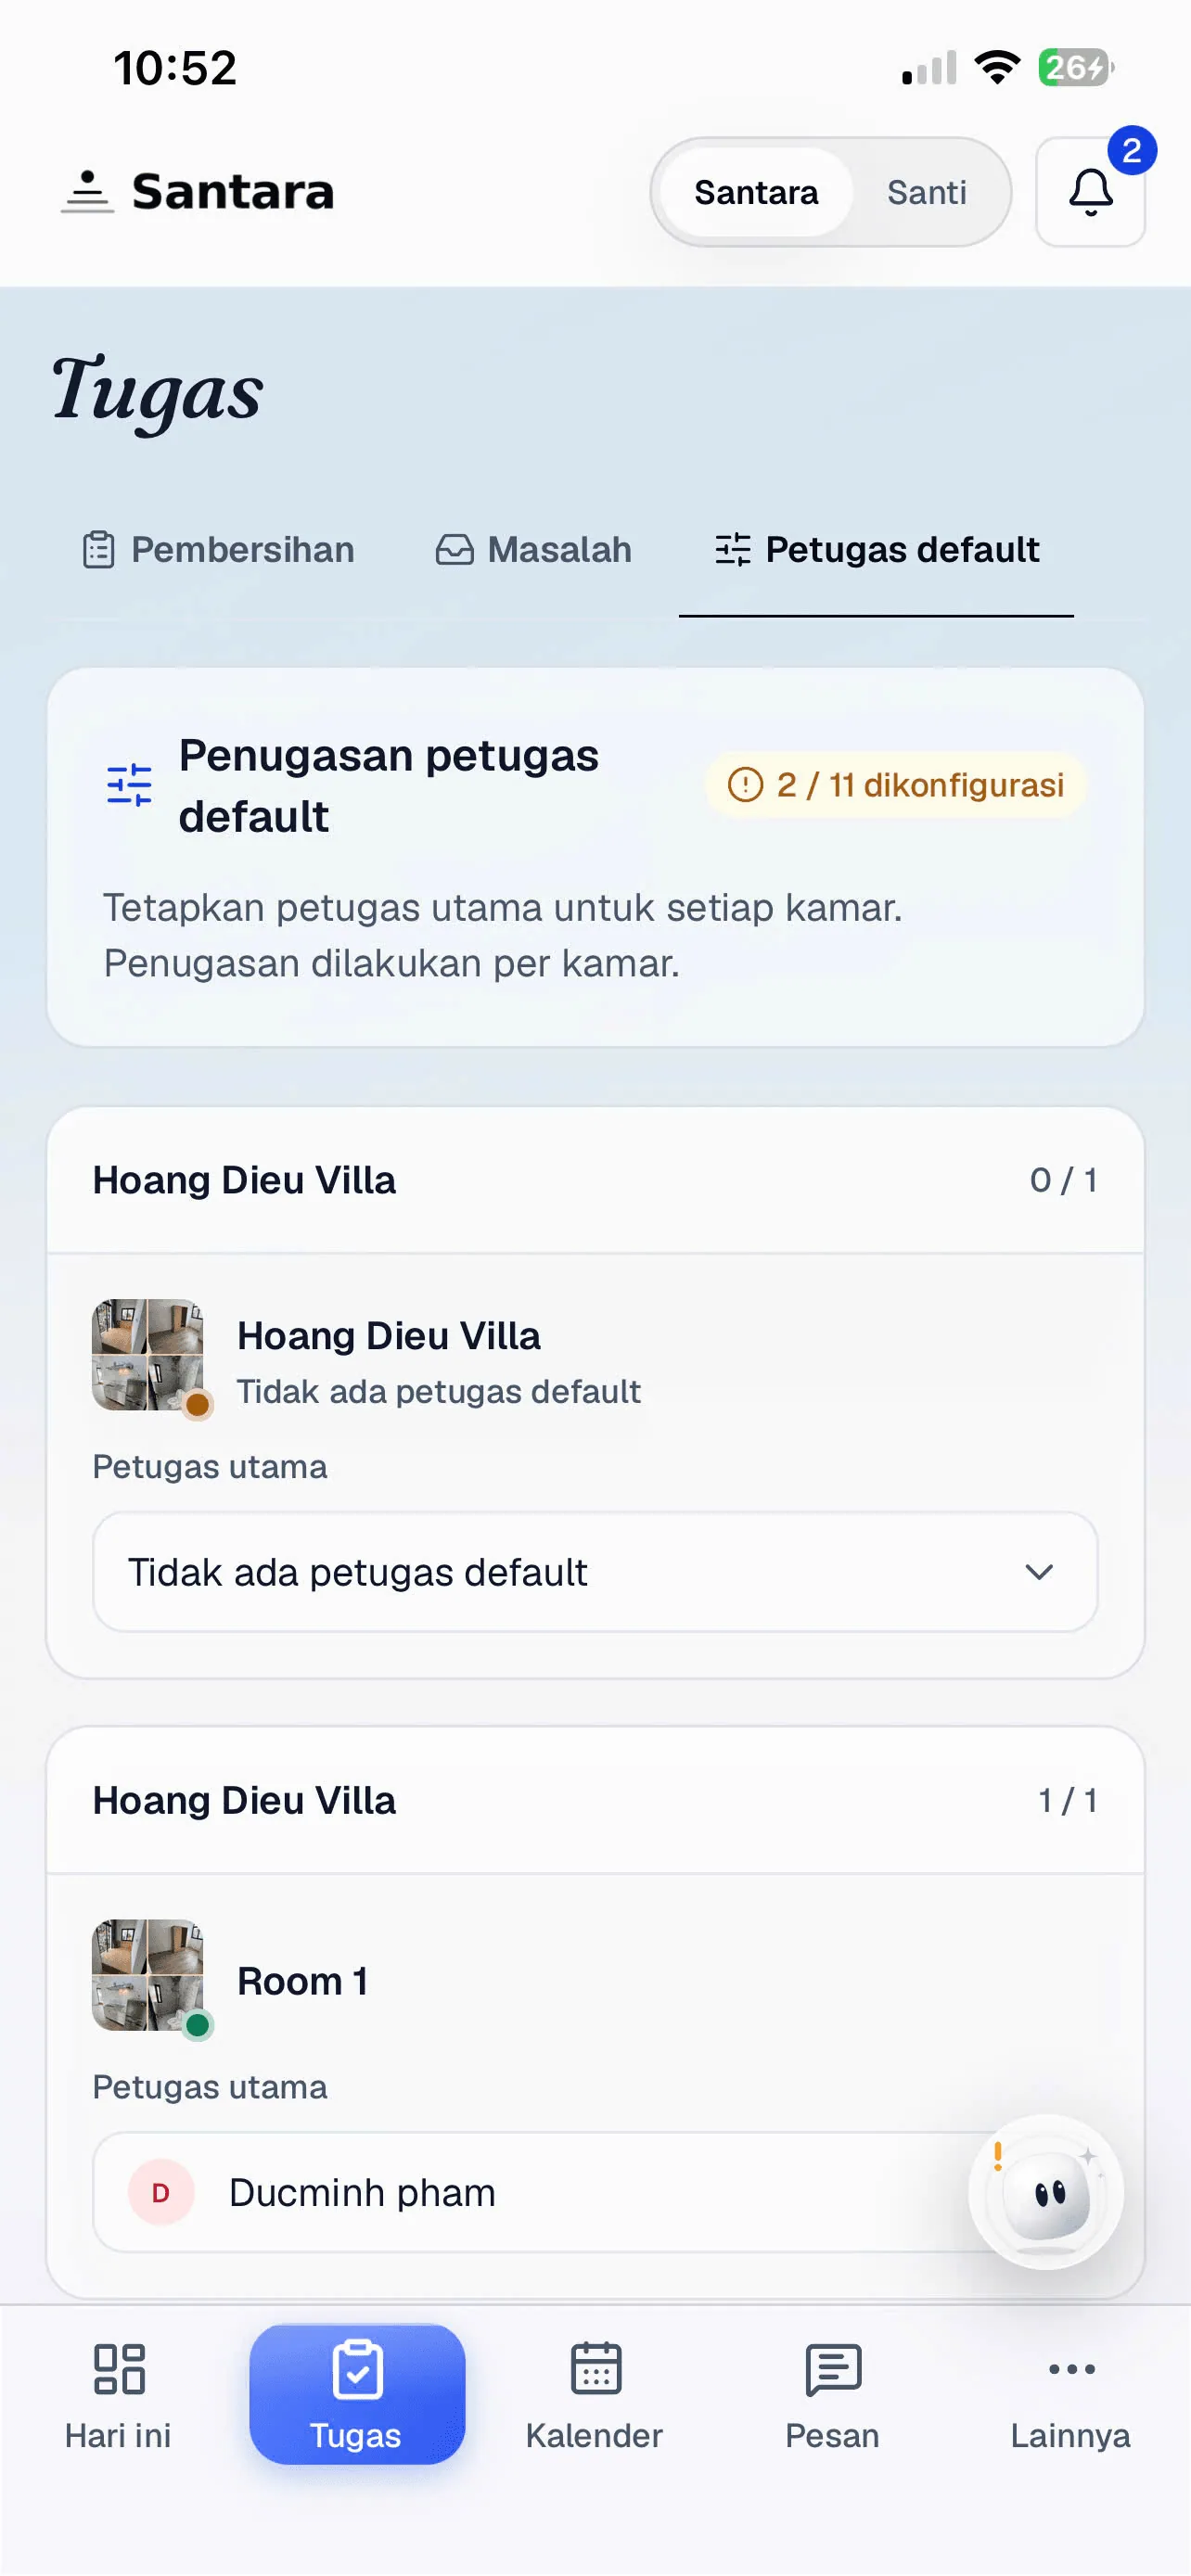 10:52
26
Santara
Santara
Santi
2
Tugas
Pembersihan
Masalah
Petugas default
Penugasan petugas
default
2 / 11 dikonfigurasi
Tetapkan petugas utama untuk setiap kamar.
Penugasan dilakukan per kamar.
Hoang Dieu Villa
0 / 1
Hoang Dieu Villa
Tidak ada petugas default
Petugas utama
Tidak ada petugas default
Hoang Dieu Villa
1 / 1
Room 1
Petugas utama
D
Ducminh pham
Hari ini
Tugas
Kalender
Pesan
Lainnya